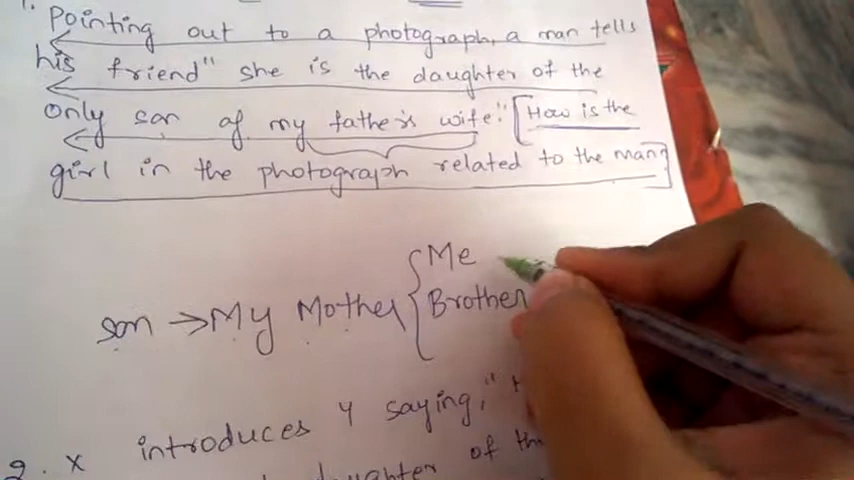 1. Pointing out to a photograph, a man tells
his friend" she is the daughter of the
only son of my father's wife." [How is the
girl in the photograph related to the man?]
Me
son → My Mother { Brother
2. X introduces Y saying, "
daughter of the